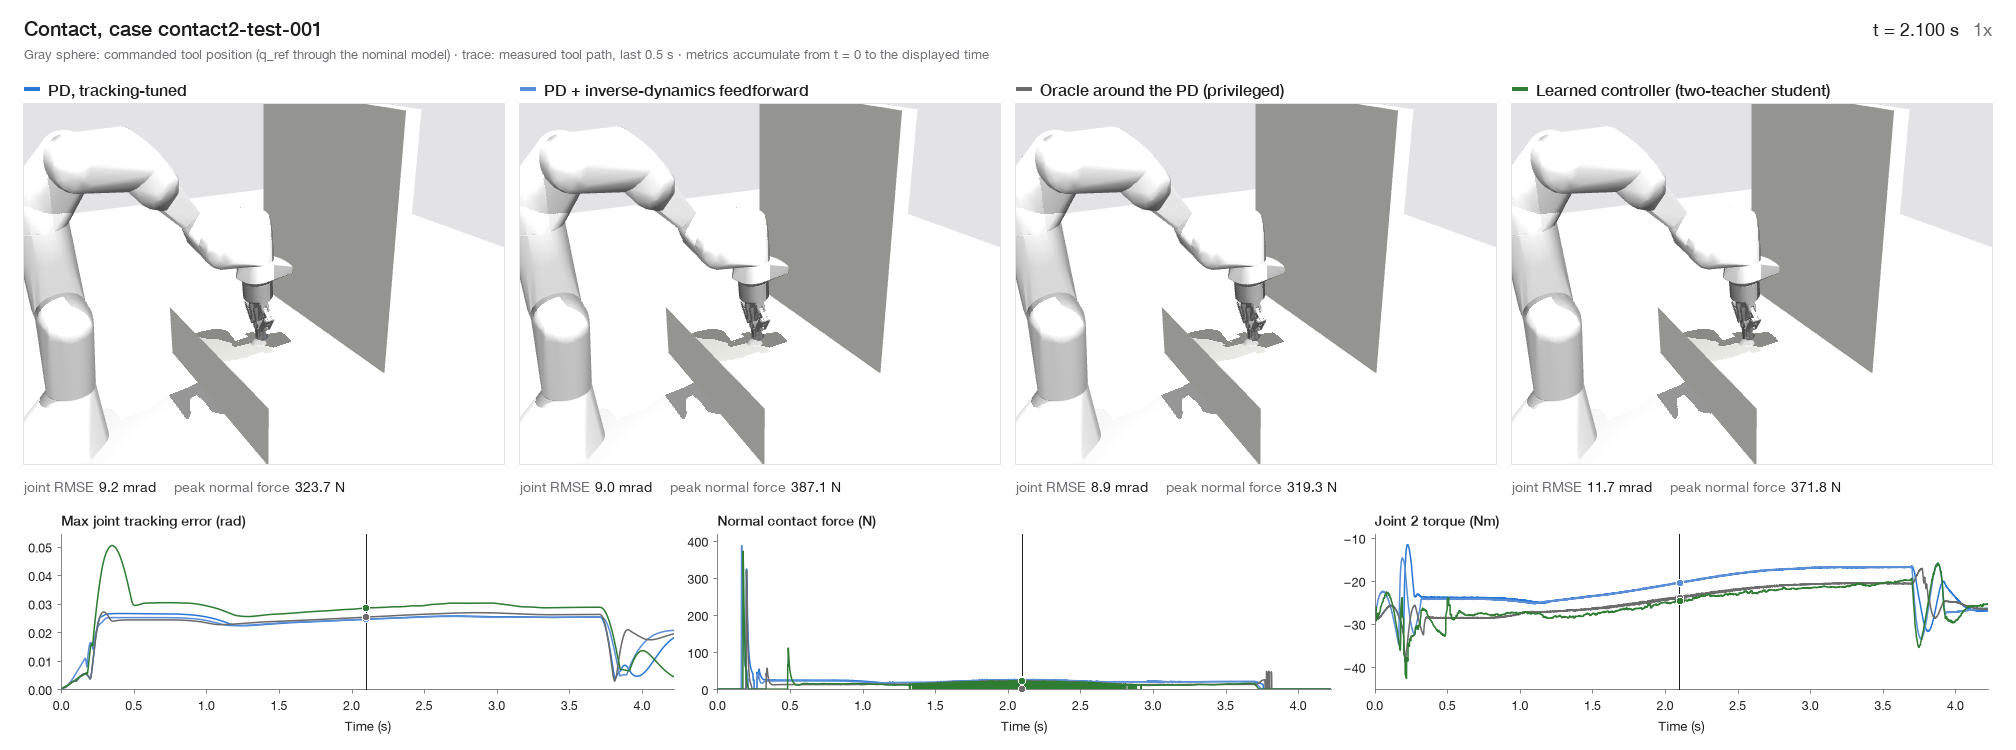 Contact, case contact2-test-001
t = 2.100 s 1x
Gray sphere: commanded tool position (q_ref through the nominal model) · trace: measured tool path, last 0.5 s · metrics accumulate from t = 0 to the displayed time
PD, tracking-tuned
PD + inverse-dynamics feedforward
Oracle around the PD (privileged)
Learned controller (two-teacher student)
joint RMSE 9.2 mrad peak normal force 323.7 N
joint RMSE 9.0 mrad peak normal force 387.1 N
joint RMSE 8.9 mrad peak normal force 319.3 N
joint RMSE 11.7 mrad peak normal force 371.8 N
Max joint tracking error (rad)
0.05
0.04
0.03
0.02
0.01
0.00
0.0 0.5 1.0 1.5 2.0 2.5 3.0 3.5 4.0
Time (s)
Normal contact force (N)
400
300
200
100
0
0.0 0.5 1.0 1.5 2.0 2.5 3.0 3.5 4.0
Time (s)
Joint 2 torque (Nm)
−10
−20
−30
−40
0.0 0.5 1.0 1.5 2.0 2.5 3.0 3.5 4.0
Time (s)